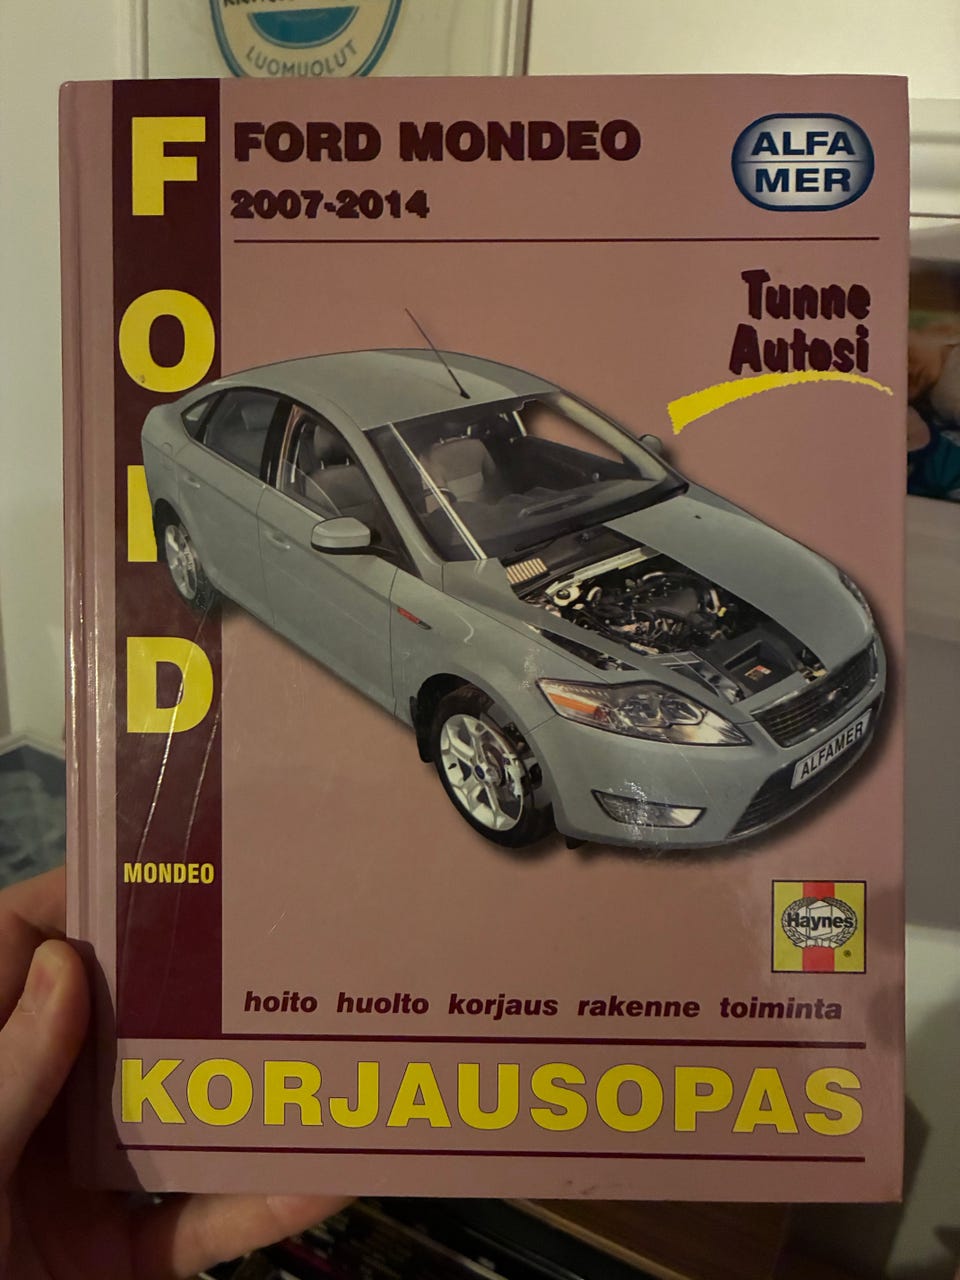 LUOMUOLUT
FORD
FORD MONDEO
2007-2014
ALFA
MER
Tunne
Autosi
ALFAMER
MONDEO
Haynes
®
hoito huolto korjaus rakenne toiminta
KORJAUSOPAS